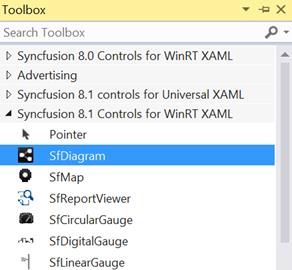 Toolbox
Search Toolbox
Syncfusion 8.0 Controls for WinRT XAML
Advertising
Syncfusion 8.1 controls for Universal XAML
Syncfusion 8.1 Controls for WinRT XAML
Pointer
SfDiagram
SfMap
SfReportViewer
SfCircularGauge
SfDigitalGauge
SfLinearGauge